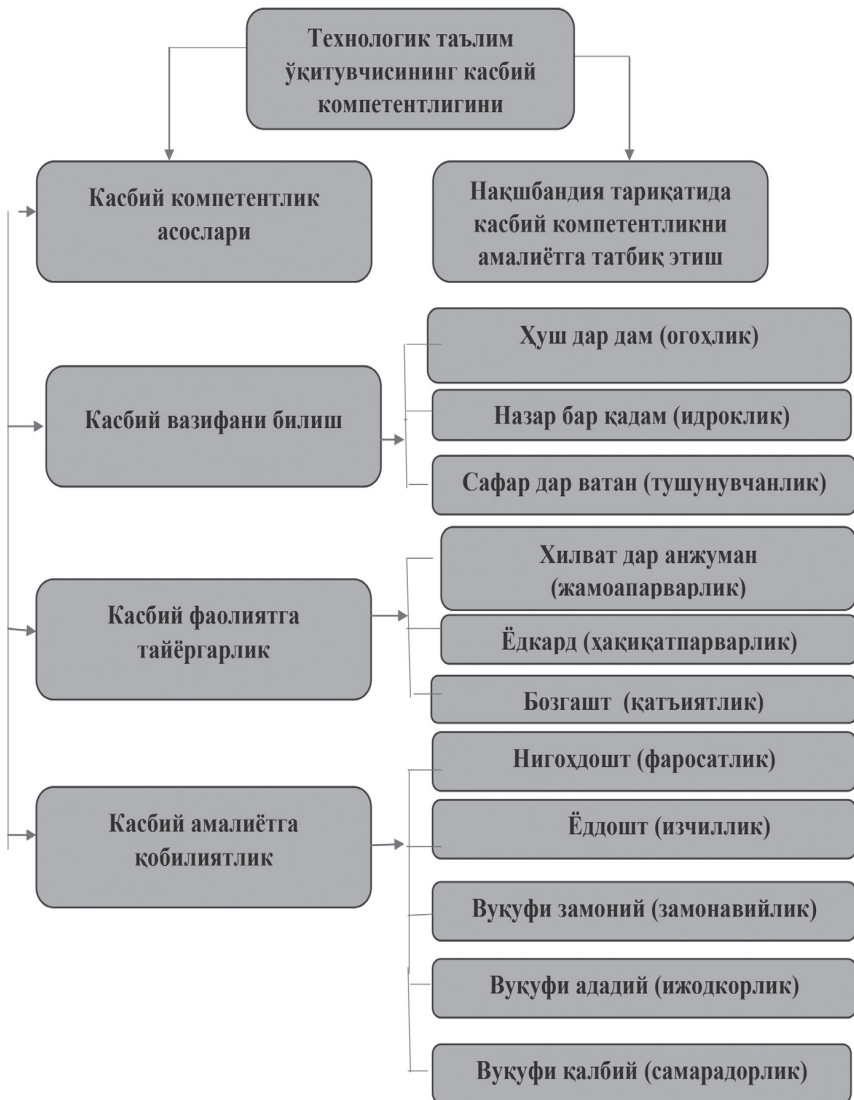 Технологик таълим
ўқитувчисининг касбий
компетентлигини
Касбий компетентлик
асослари
Нақшбандия тариқатида
касбий компетентликни
амалиётга татбиқ этиш
Касбий вазифани билиш
Ҳуш дар дам (огоҳлик)
Назар бар қадам (идроклик)
Сафар дар ватан (тушунувчанлик)
Касбий фаолиятга
тайёргарлик
Хилват дар анжуман
(жамоапарварлик)
Ёдкард (ҳақиқатпарварлик)
Бозгашт (қатъиятлик)
Касбий амалиётга
қобилиятлик
Нигоҳдошт (фаросатлик)
Ёддошт (изчиллик)
Вуқуфи замоний (замонавийлик)
Вуқуфи ададий (ижодкорлик)
Вуқуфи қалбий (самарадорлик)